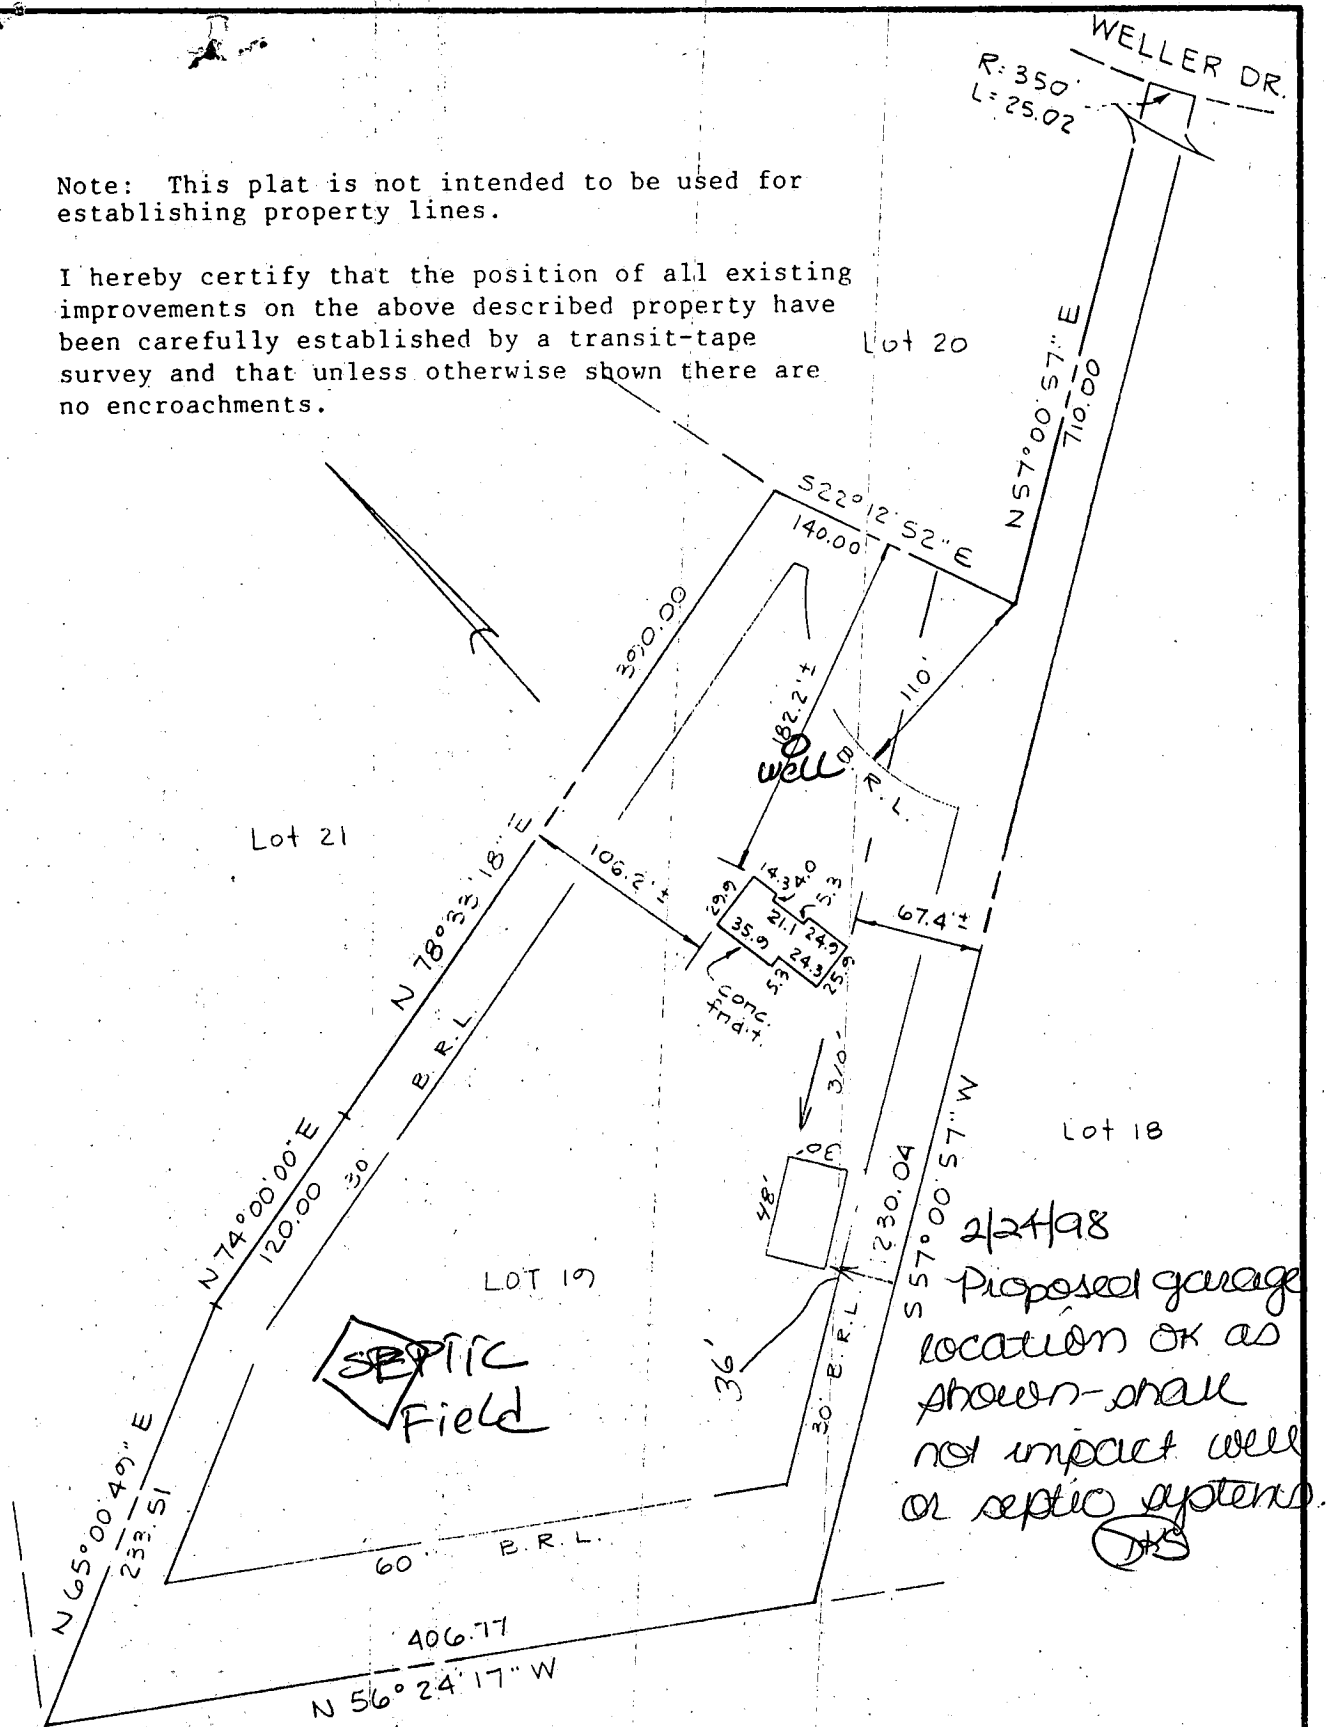 WELLER DR.
R: 350'
L= 25.02
Note: This plat is not intended to be used for
establishing property lines.
I hereby certify that the position of all existing
improvements on the above described property have
been carefully established by a transit-tape
survey and that unless otherwise shown there are
no encroachments.
Lot 20
N 57° 00' 57" E
710.00
S 22° 12' 52" E
140.00
390.00
182.2'±
110'
well
B. R. L.
Lot 21
N 78° 33' 18" E
106.2'±
14.3
4.0
5.3
29.9
21.1
24.9
35.9
24.3
5.3
25.6
67.4'±
conc.
fnd.t.
B. R. L.
310'
N 74° 00' 00" E
120.00
30'
30'
48'
230.04
S 57° 00' 57" W
Lot 18
LOT 19
2/24/98
Proposed garage
location OK as
shown-shall
not impact well
or septic systems.
DHS
SEPTIC
Field
36'
30' B. R. L.
N 65° 00' 49" E
233.51
60' B. R. L.
406.77
N 56° 24' 17" W